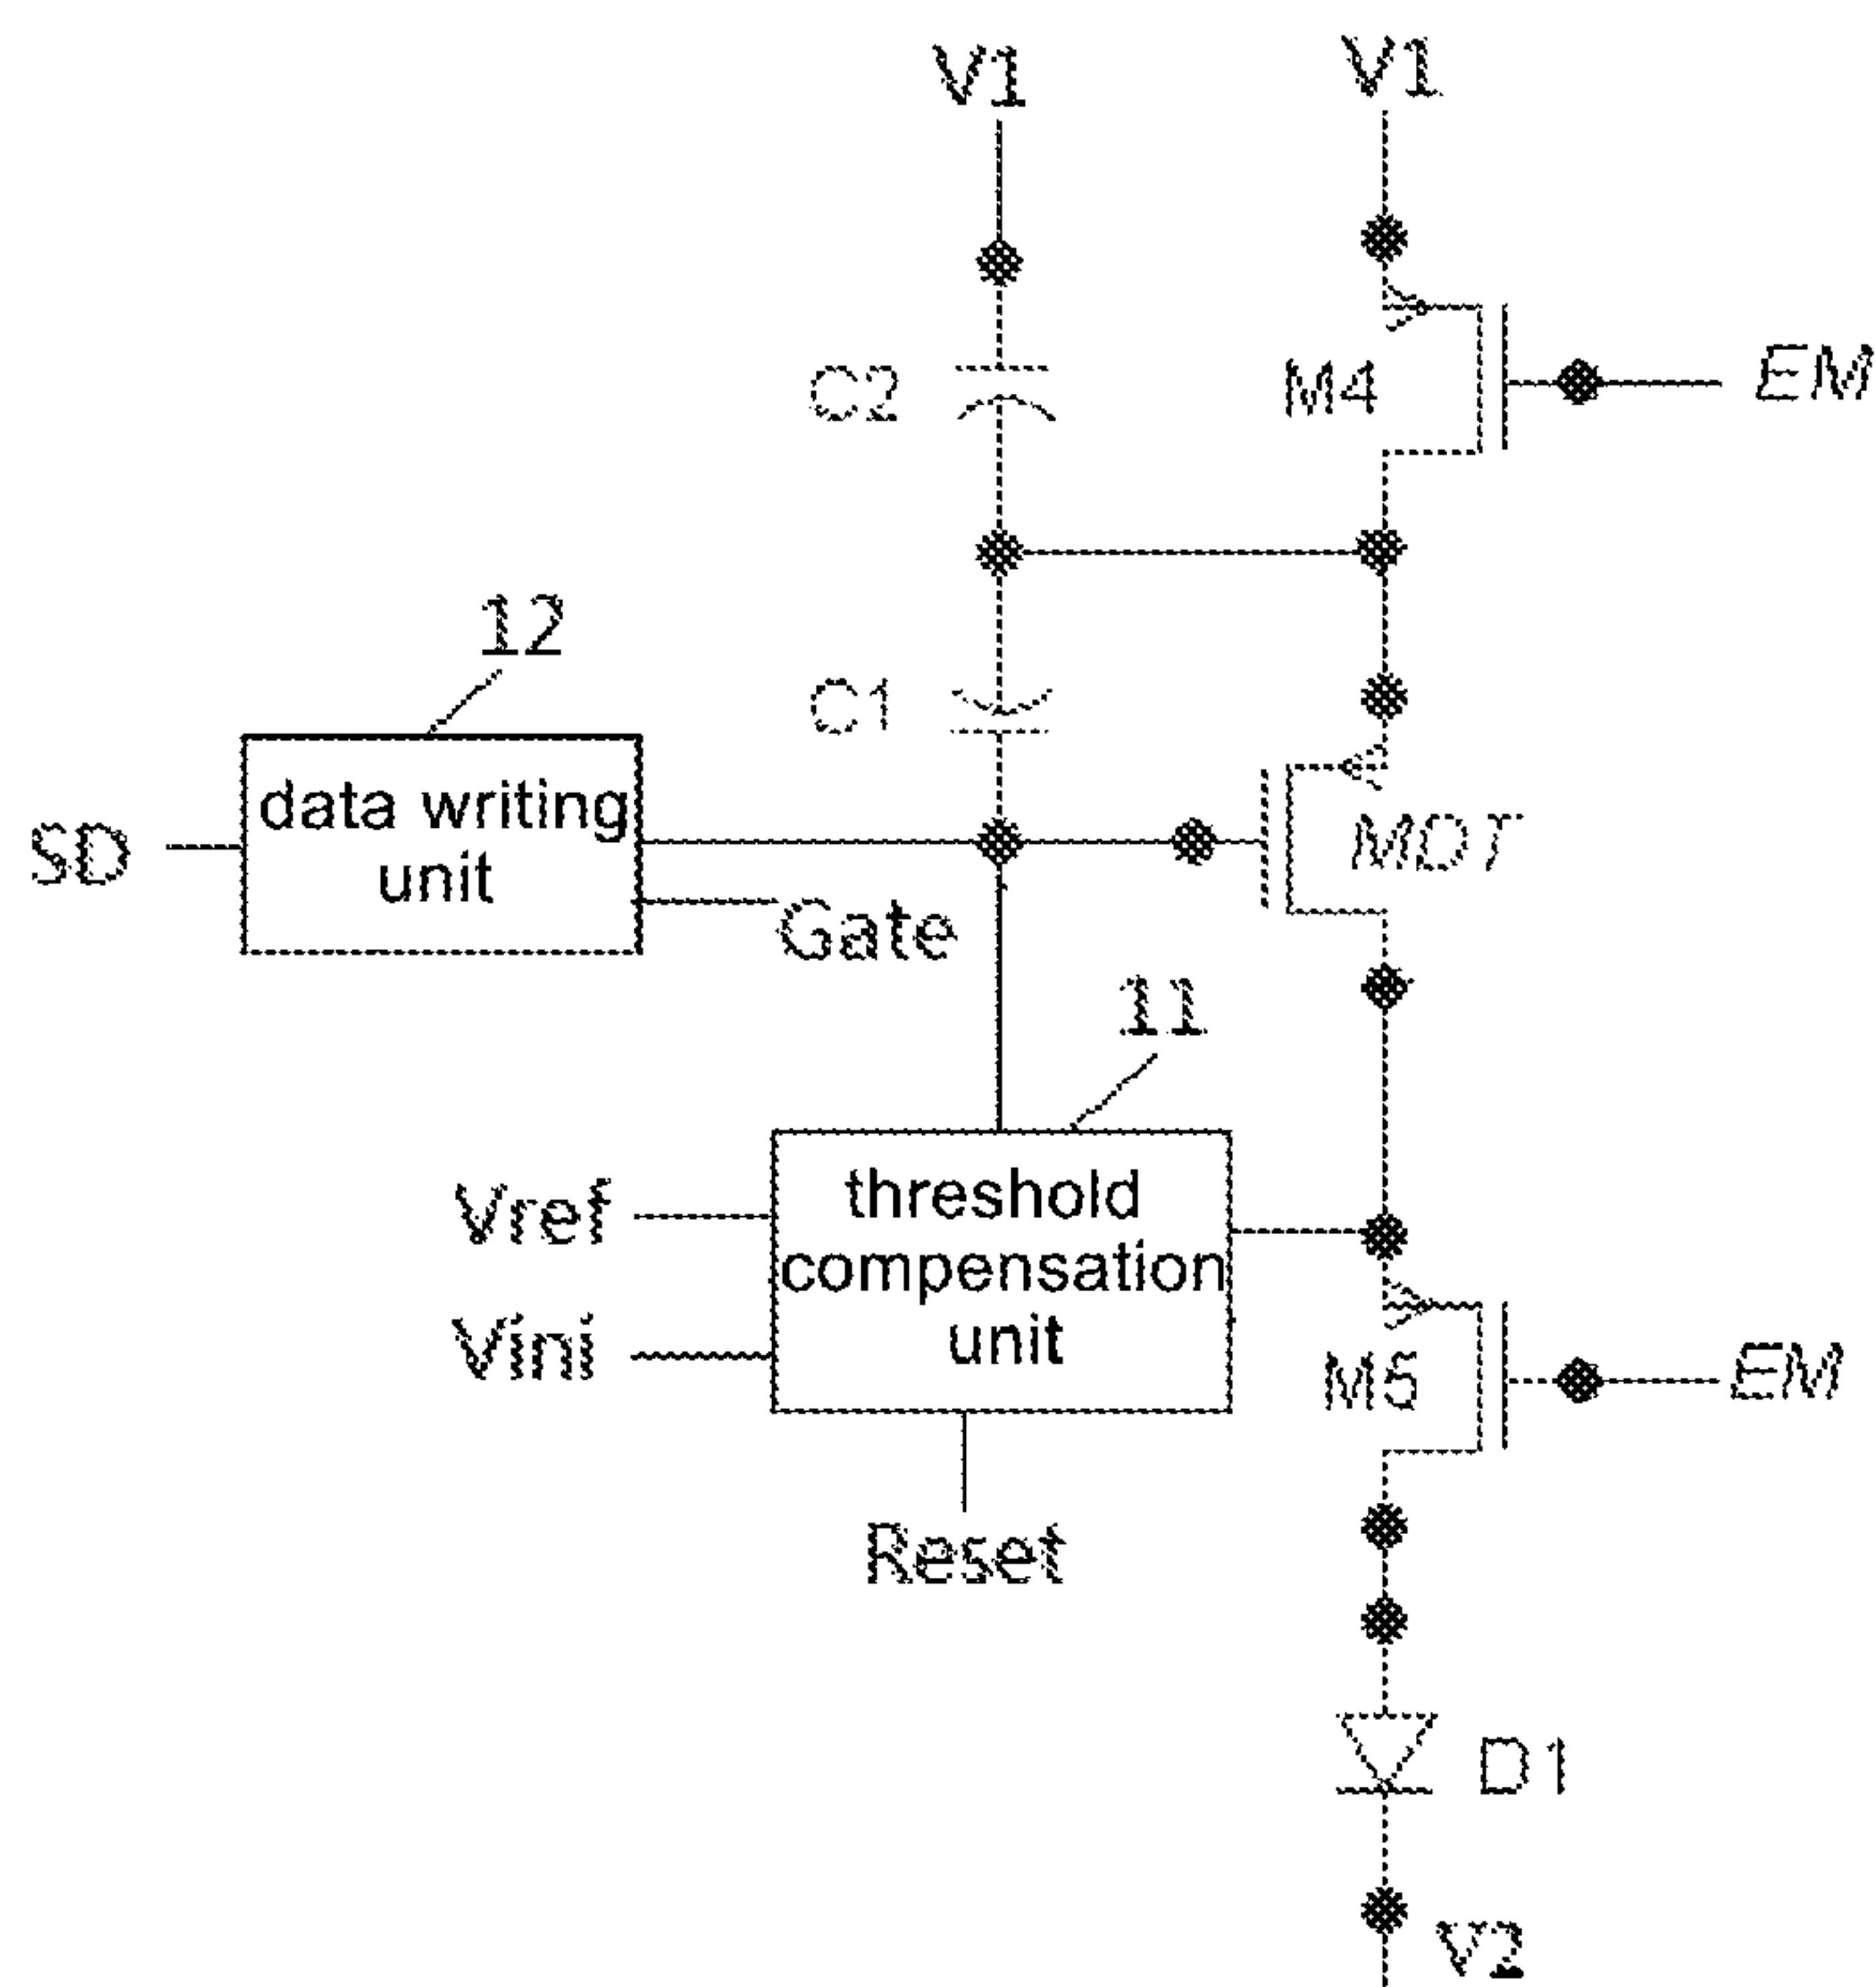 V1
V1
C2
M4
EM
12
C1
data writing
unit
SD
MDT
Gate
11
Vref
threshold
compensation
unit
Vini
M5
EM
Reset
D1
V2